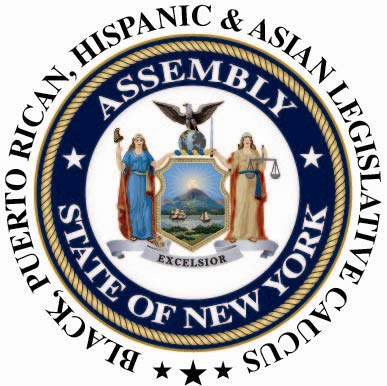 BLACK, PUERTO RICAN, HISPANIC & ASIAN LEGISLATIVE CAUCUS
ASSEMBLY
STATE OF NEW YORK
EXCELSIOR